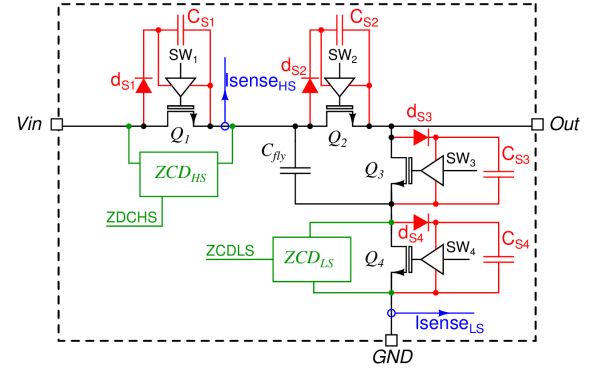 C_S1
C_S2
SW_1
SW_2
d_S1
Isense_HS
d_S2
Vin
Out
Q_1
Q_2
d_S3
C_fly
Q_3
SW_3
C_S3
ZCD_HS
ZDCHS
d_S4
ZCDLS
ZCD_LS
Q_4
SW_4
C_S4
Isense_LS
GND